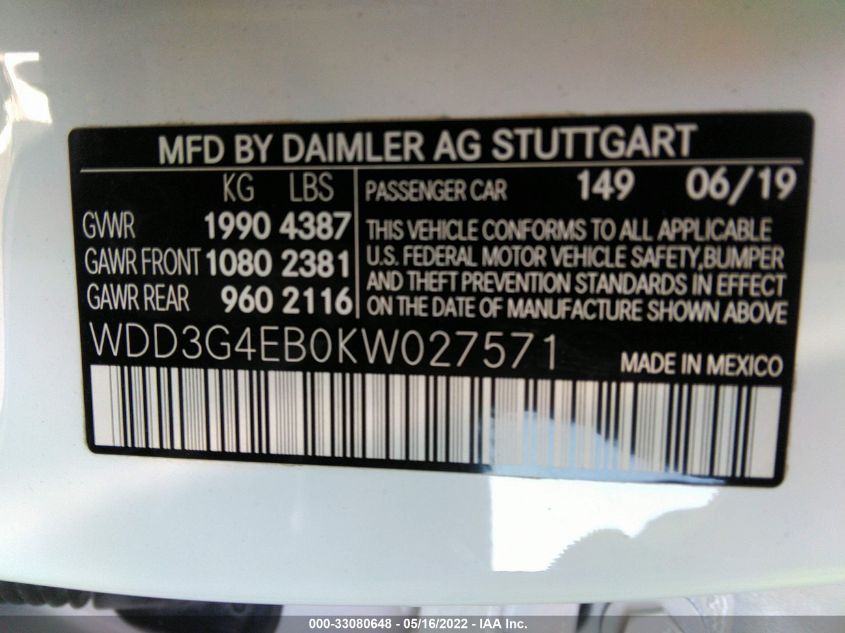 MFD BY DAIMLER AG STUTTGART
KG LBS
GVWR 1990 4387
GAWR FRONT 1080 2381
GAWR REAR 960 2116
PASSENGER CAR 149 06/19
THIS VEHICLE CONFORMS TO ALL APPLICABLE
U.S. FEDERAL MOTOR VEHICLE SAFETY,BUMPER
AND THEFT PREVENTION STANDARDS IN EFFECT
ON THE DATE OF MANUFACTURE SHOWN ABOVE.
WDD3G4EB0KW027571
MADE IN MEXICO
000-33080648 - 05/16/2022 - IAA Inc.